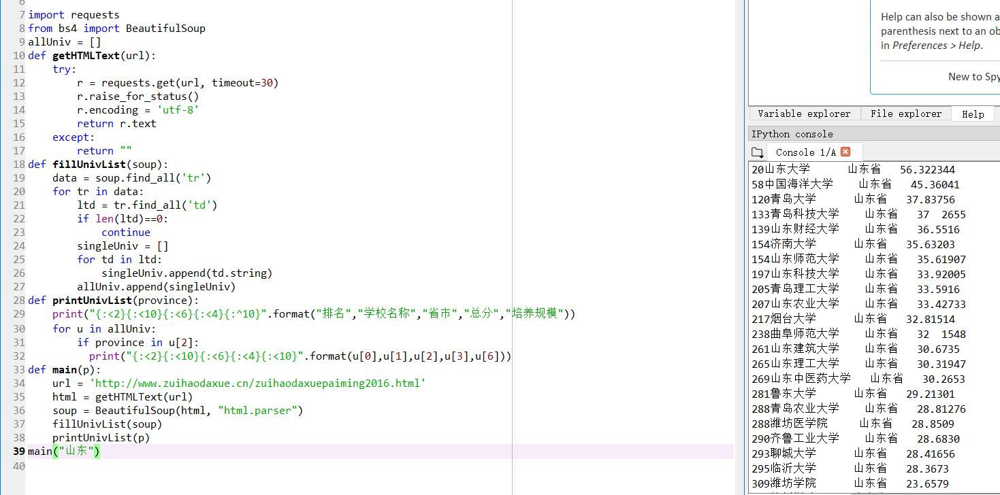 6
7 import requests
8 from bs4 import BeautifulSoup
9 allUniv = []
10 def getHTMLText(url):
11     try:
12         r = requests.get(url, timeout=30)
13         r.raise_for_status()
14         r.encoding = 'utf-8'
15         return r.text
16     except:
17         return ""
18 def fillUnivList(soup):
19     data = soup.find_all('tr')
20     for tr in data:
21         ltd = tr.find_all('td')
22         if len(ltd)==0:
23             continue
24         singleUniv = []
25         for td in ltd:
26             singleUniv.append(td.string)
27         allUniv.append(singleUniv)
28 def printUnivList(province):
29     print("{:<2}{:<10}{:<6}{:<4}{:^10}".format("排名","学校名称","省市","总分","培养规模"))
30     for u in allUniv:
31         if province in u[2]:
32           print("{:<2}{:<10}{:<6}{:<4}{:<10}".format(u[0],u[1],u[2],u[3],u[6]))
33 def main(p):
34     url = 'http://www.zuihaodaxue.cn/zuihaodaxuepaiming2016.html'
35     html = getHTMLText(url)
36     soup = BeautifulSoup(html, "html.parser")
37     fillUnivList(soup)
38     printUnivList(p)
39 main("山东")
40
Help can also be shown a
parenthesis next to an ob
in Preferences > Help.
New to Spy
Variable explorer File explorer Help
IPython console
Console 1/A
20山东大学 山东省 56.322344
58中国海洋大学 山东省 45.36041
120青岛大学 山东省 37.83756
133青岛科技大学 山东省 37 2655
139山东财经大学 山东省 36.5516
154济南大学 山东省 35.63203
154山东师范大学 山东省 35.61907
197山东科技大学 山东省 33.92005
205青岛理工大学 山东省 33.5916
207山东农业大学 山东省 33.42733
217烟台大学 山东省 32.81514
238曲阜师范大学 山东省 32 1548
261山东建筑大学 山东省 30.6735
265山东理工大学 山东省 30.31947
269山东中医药大学 山东省 30.2653
281鲁东大学 山东省 29.21301
288青岛农业大学 山东省 28.81276
288潍坊医学院 山东省 28.8509
290齐鲁工业大学 山东省 28.6830
293聊城大学 山东省 28.41656
295临沂大学 山东省 28.3673
309潍坊学院 山东省 23.6579